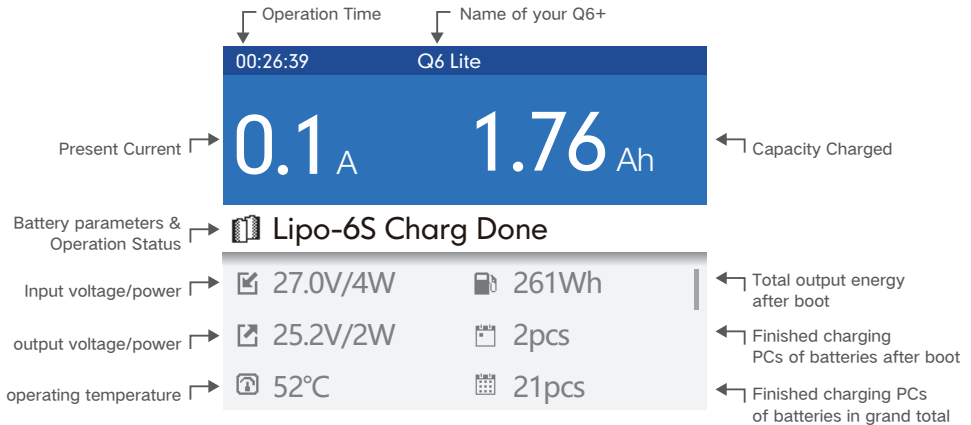 Operation Time
Name of your Q6+
00:26:39
Q6 Lite
Present Current
0.1 A
1.76 Ah
Capacity Charged
Battery parameters &
Operation Status
Lipo-6S Charg Done
Input voltage/power
27.0V/4W
261Wh
Total output energy
after boot
output voltage/power
25.2V/2W
2pcs
Finished charging
PCs of batteries after boot
operating temperature
52°C
21pcs
Finished charging PCs
of batteries in grand total